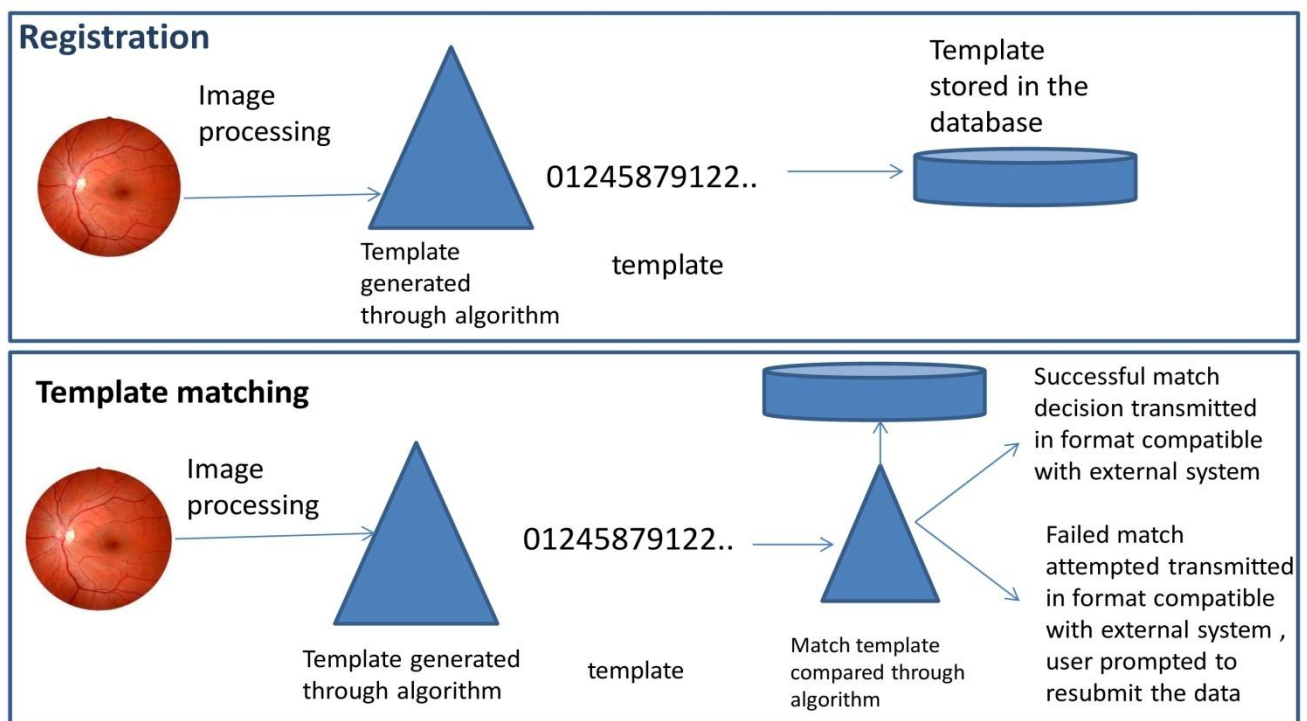 Registration
Image
processing
Template
generated
through algorithm
01245879122..
template
Template
stored in the
database
Template matching
Image
processing
Template generated
through algorithm
01245879122..
template
Match template
compared through
algorithm
Successful match
decision transmitted
in format compatible
with external system
Failed match
attempted transmitted
in format compatible
with external system ,
user prompted to
resubmit the data